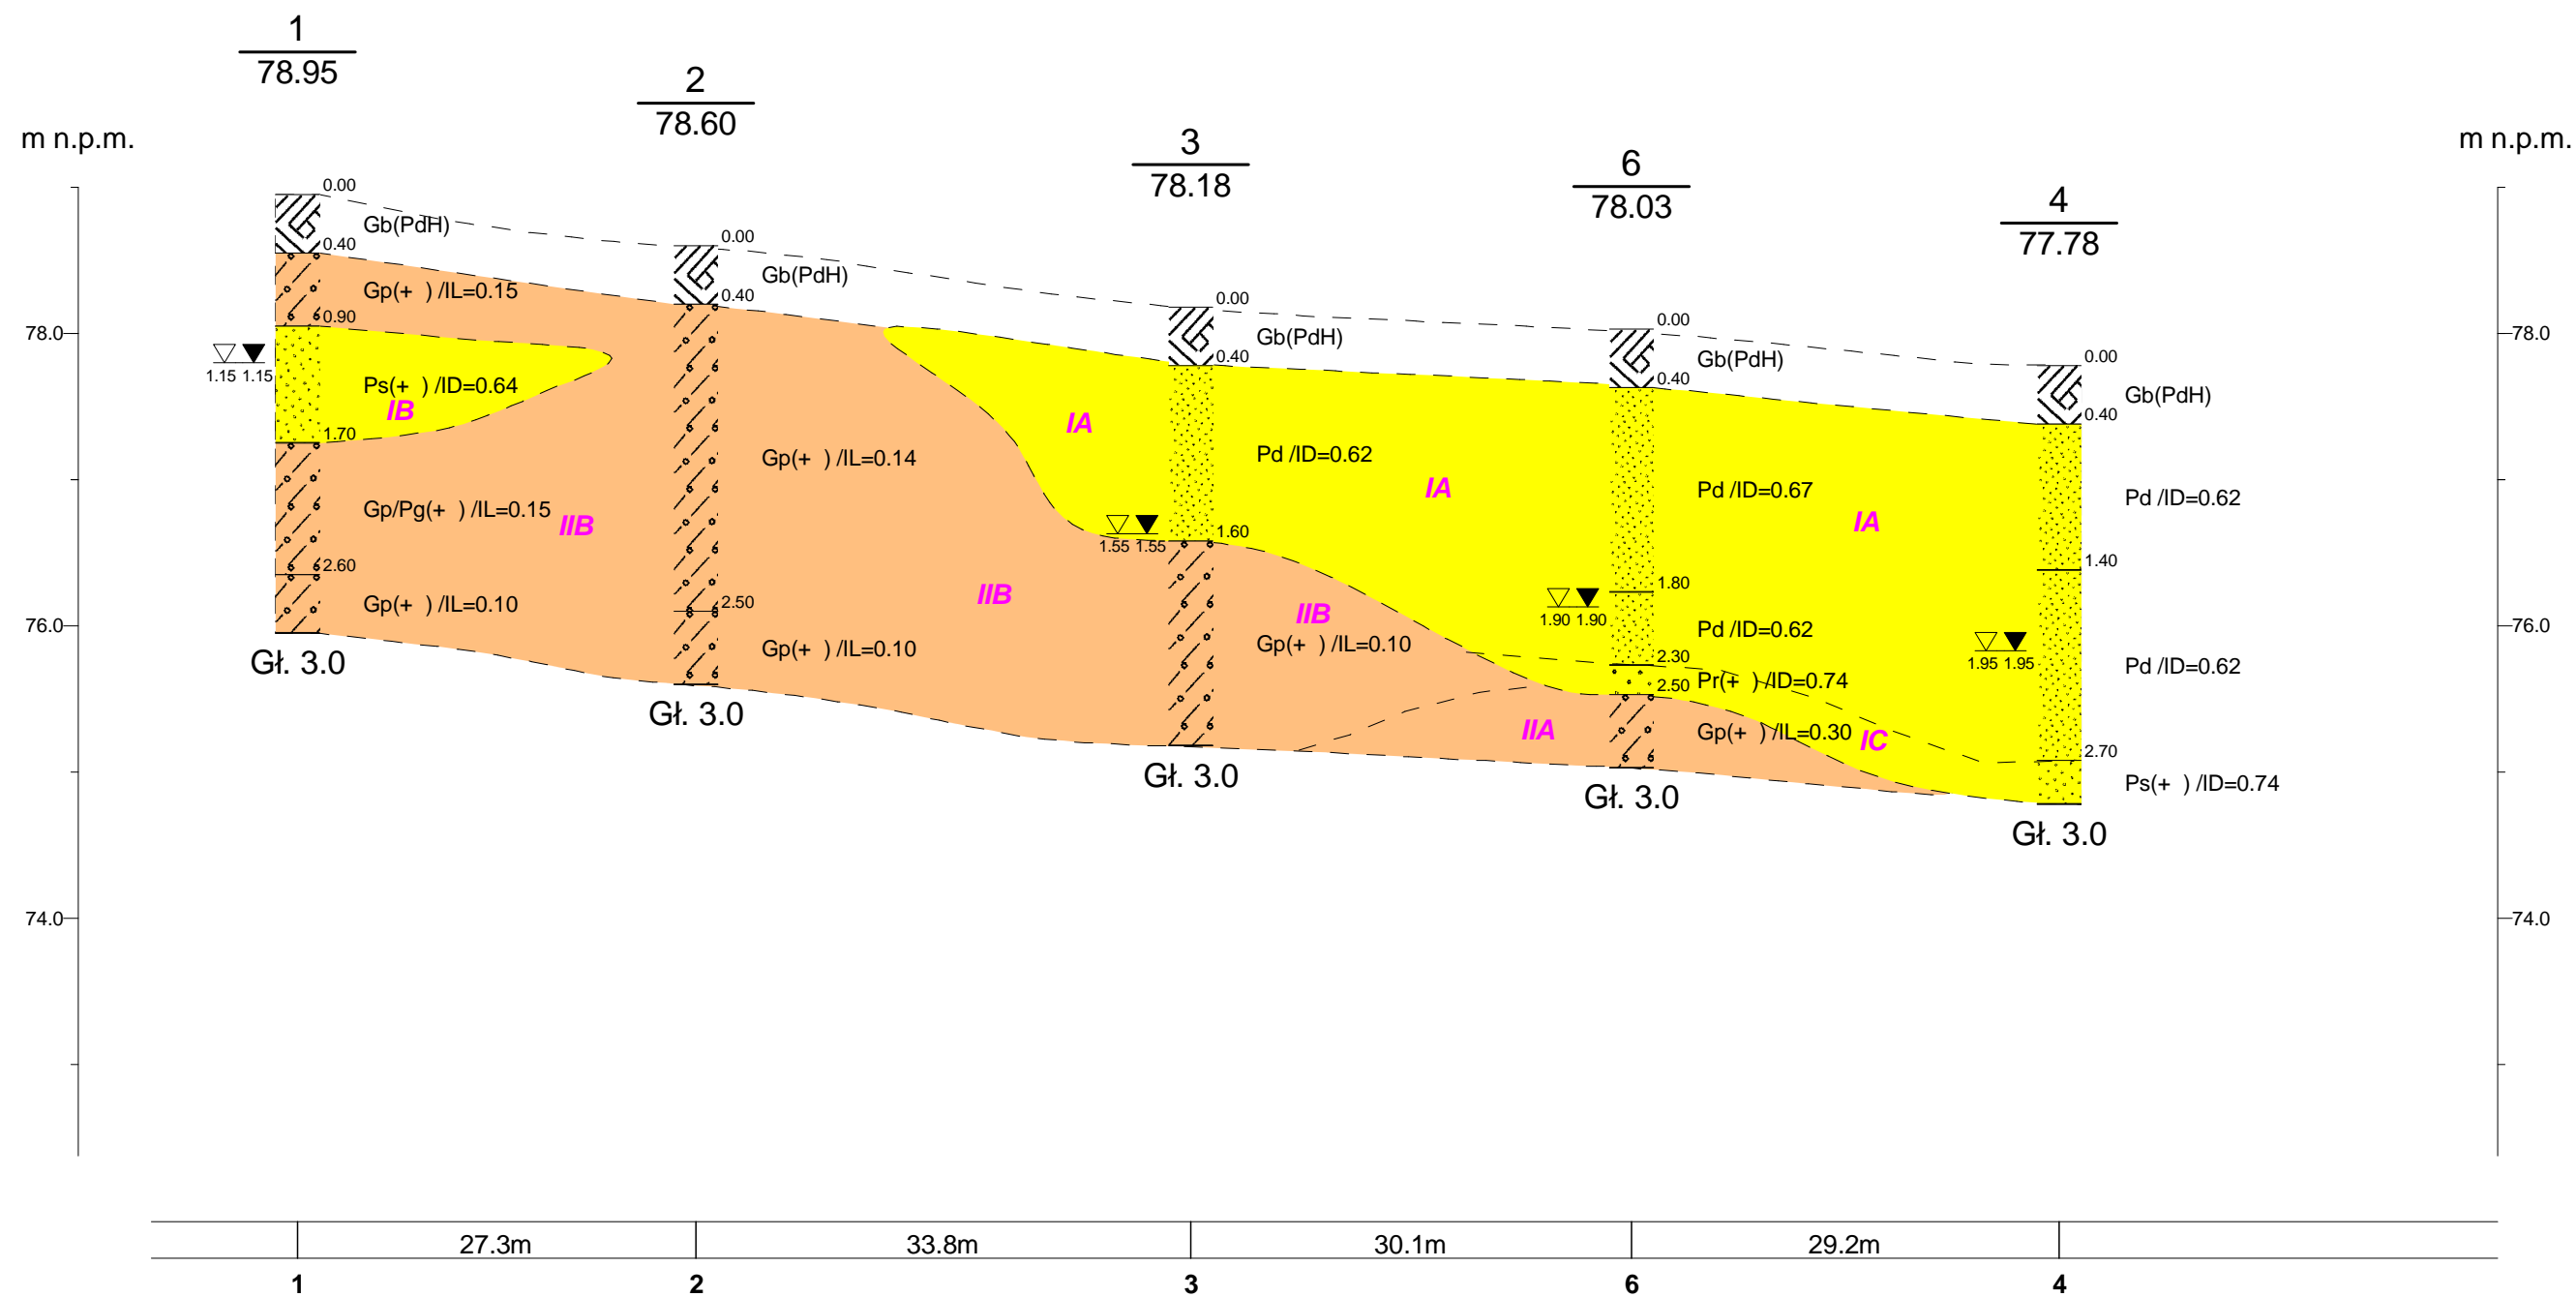 1
78.95
2
78.60
3
78.18
6
78.03
4
77.78
m n.p.m.
m n.p.m.
78.0
76.0
74.0
78.0
76.0
74.0
0.00
Gb(PdH)
0.40
Gp(+ ) /IL=0.15
0.90
1.15 1.15
Ps(+ ) /ID=0.64
IB
1.70
Gp/Pg(+ ) /IL=0.15
IIB
2.60
Gp(+ ) /IL=0.10
Gł. 3.0
0.00
Gb(PdH)
0.40
Gp(+ ) /IL=0.14
2.50
Gp(+ ) /IL=0.10
Gł. 3.0
IIB
IA
0.00
Gb(PdH)
0.40
Pd /ID=0.62
IA
1.55 1.55
1.60
IIB
Gp(+ ) /IL=0.10
Gł. 3.0
0.00
Gb(PdH)
0.40
Pd /ID=0.67
IA
1.80
1.90 1.90
Pd /ID=0.62
2.30
Pr(+ ) /ID=0.74
2.50
IIA
Gp(+ ) /IL=0.30
IC
Gł. 3.0
0.00
Gb(PdH)
0.40
Pd /ID=0.62
1.40
1.95 1.95
Pd /ID=0.62
2.70
Ps(+ ) /ID=0.74
Gł. 3.0
27.3m 33.8m 30.1m 29.2m
1 2 3 6 4